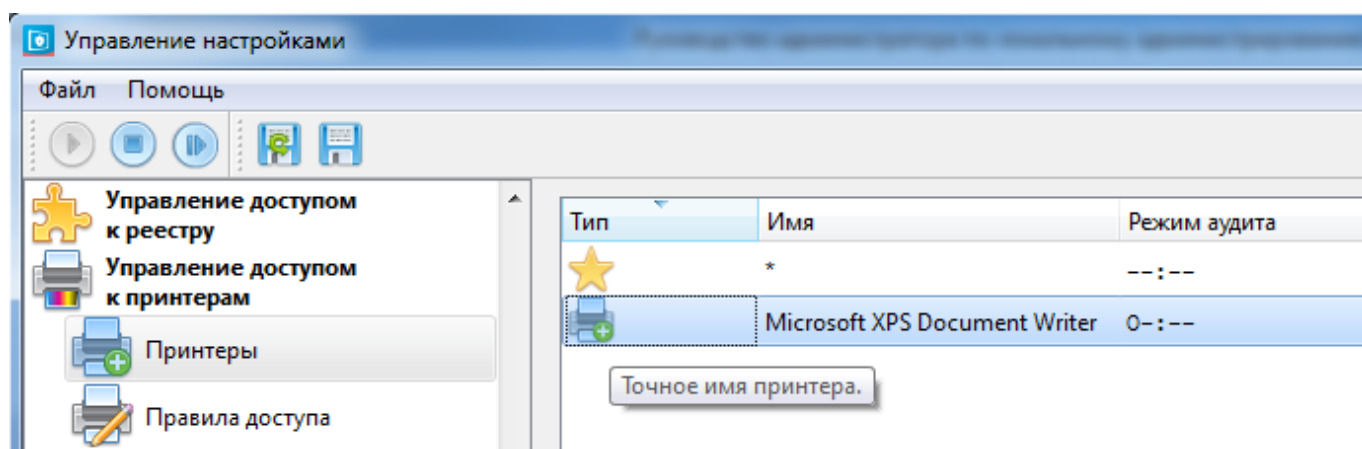 Управление настройками
Файл Помощь
Управление доступом
к реестру
Управление доступом
к принтерам
Принтеры
Правила доступа
Тип Имя Режим аудита
* --:--
Microsoft XPS Document Writer O-:--
Точное имя принтера.